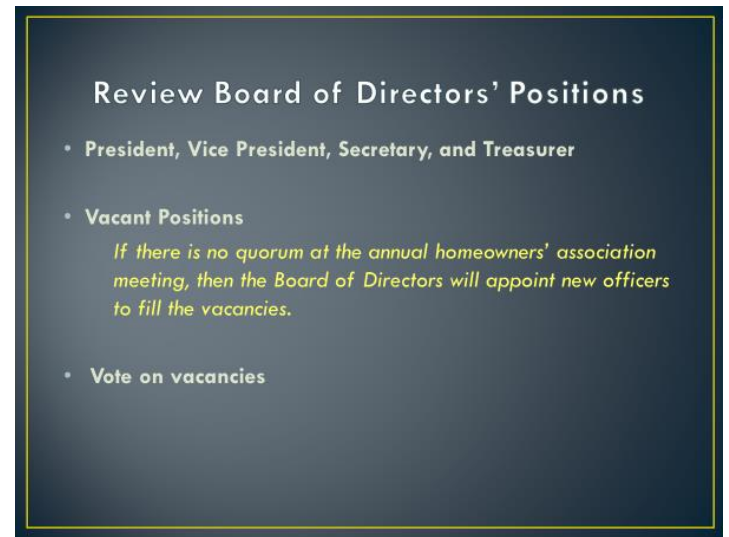 Review Board of Directors’ Positions
• President, Vice President, Secretary, and Treasurer
• Vacant Positions
If there is no quorum at the annual homeowners’ association
meeting, then the Board of Directors will appoint new officers
to fill the vacancies.
• Vote on vacancies